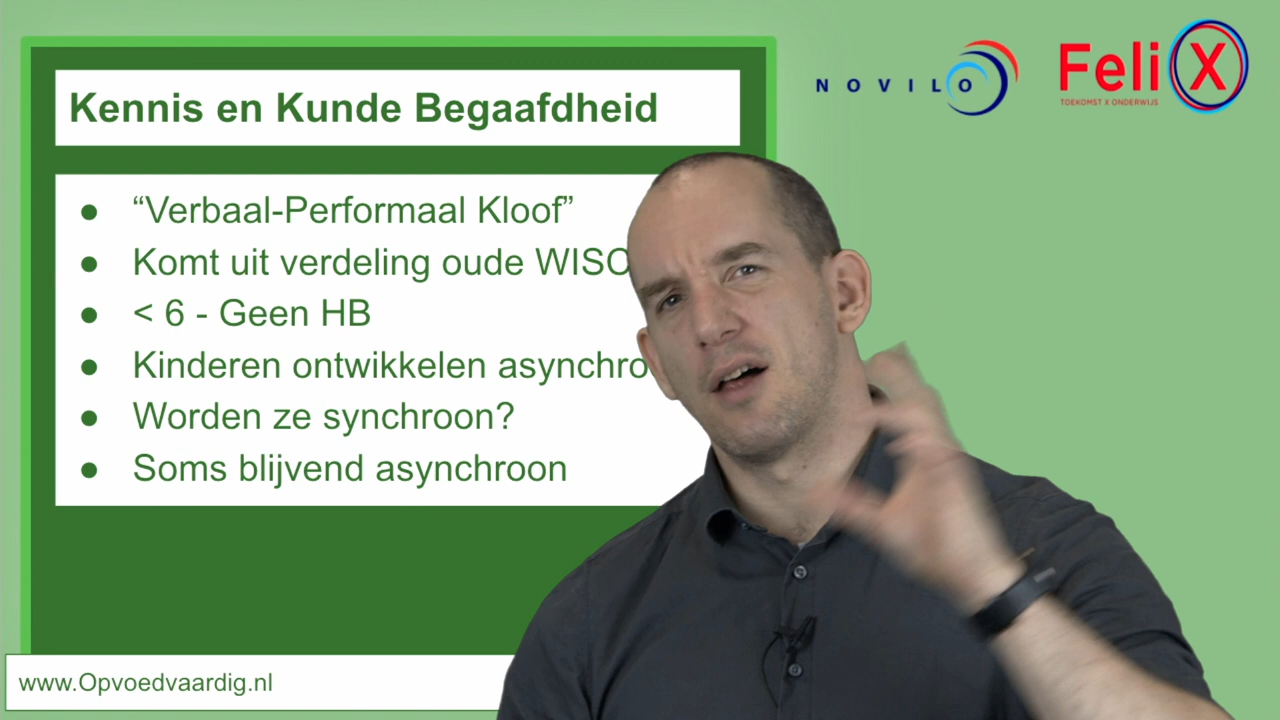 Kennis en Kunde Begaafdheid
NOVILO
FeliX
TOEKOMST X ONDERWIJS
● “Verbaal-Performaal Kloof”
● Komt uit verdeling oude WISC
● < 6 - Geen HB
● Kinderen ontwikkelen asynchro
● Worden ze synchroon?
● Soms blijvend asynchroon
www.Opvoedvaardig.nl